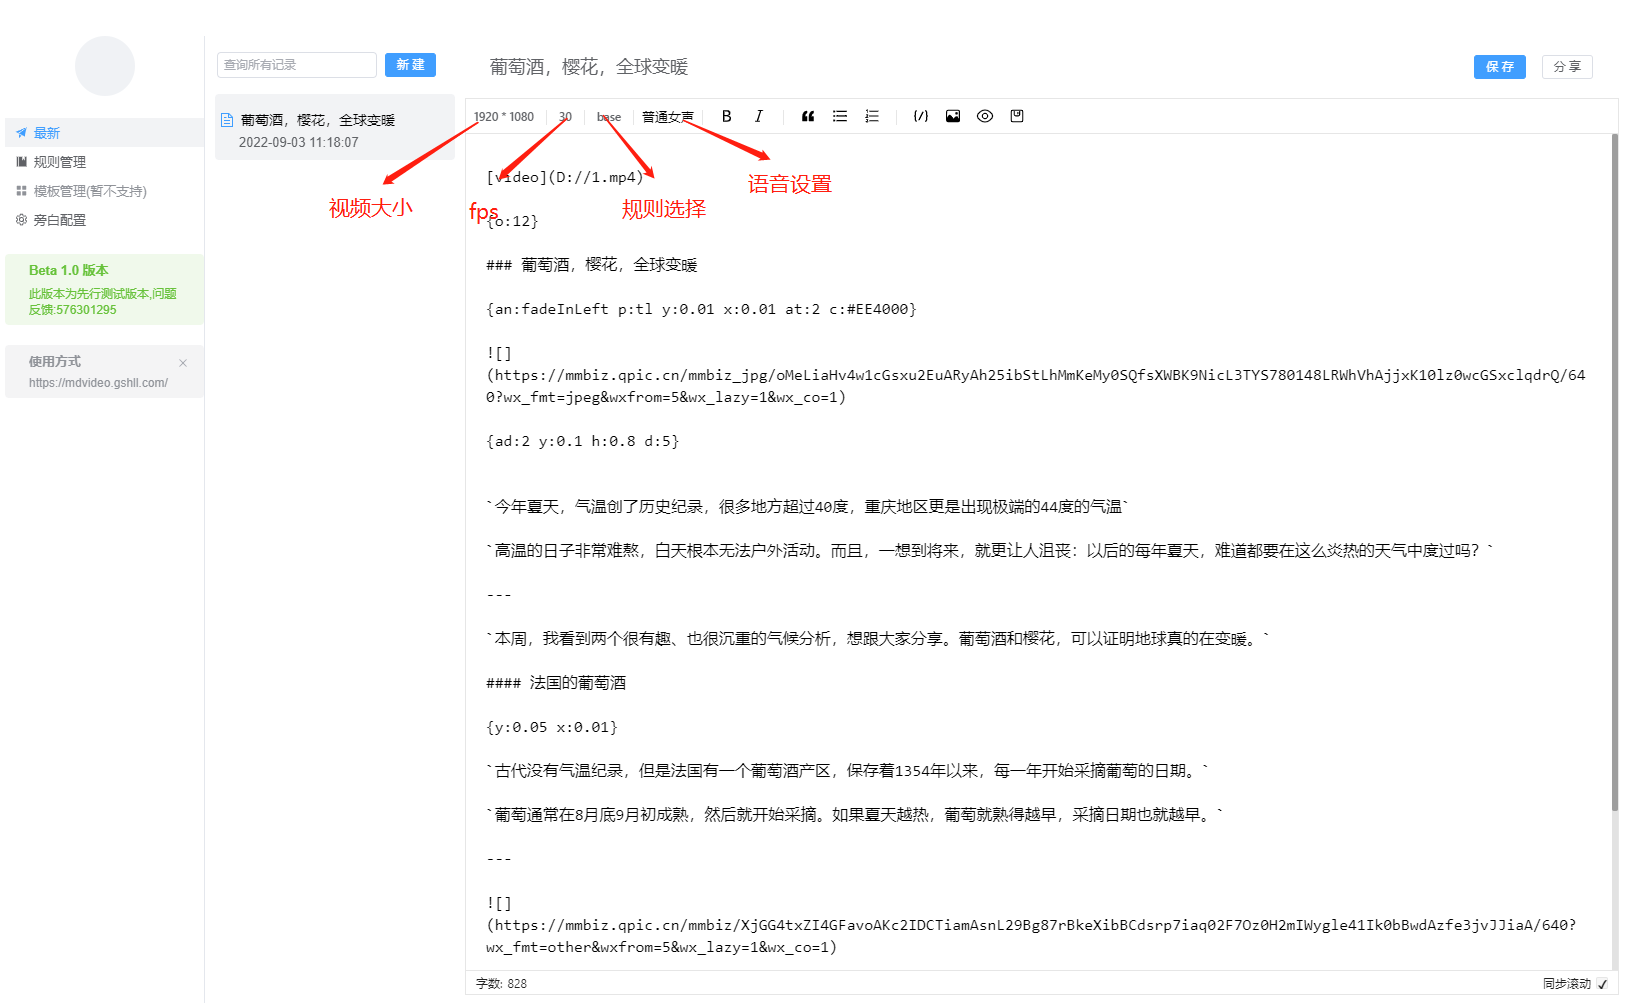 查询所有记录
新 建
葡萄酒，樱花，全球变暖
保 存
分 享
最新
规则管理
模板管理(暂不支持)
旁白配置
Beta 1.0 版本
此版本为先行测试版本,问题
反馈:576301295
使用方式
https://mdvideo.gshll.com/
葡萄酒，樱花，全球变暖
2022-09-03 11:18:07
1920 * 1080 30 base 普通女声
视频大小
fps
规则选择
语音设置
[video](D://1.mp4)
{o:12}
### 葡萄酒，樱花，全球变暖
{an:fadeInLeft p:tl y:0.01 x:0.01 at:2 c:#EE4000}
![]
(https://mmbiz.qpic.cn/mmbiz_jpg/oMeLiaHv4w1cGsxu2EuARyAh25ibStLhMmKeMy0SQfsXWBK9NicL3TYS780148LRWhVhAjjxK10lz0wcGSxclqdrQ/64
0?wx_fmt=jpeg&wxfrom=5&wx_lazy=1&wx_co=1)
{ad:2 y:0.1 h:0.8 d:5}
`今年夏天，气温创了历史纪录，很多地方超过40度，重庆地区更是出现极端的44度的气温`
`高温的日子非常难熬，白天根本无法户外活动。而且，一想到将来，就更让人沮丧：以后的每年夏天，难道都要在这么炎热的天气中度过吗？`
---
`本周，我看到两个很有趣、也很沉重的气候分析，想跟大家分享。葡萄酒和樱花，可以证明地球真的在变暖。`
#### 法国的葡萄酒
{y:0.05 x:0.01}
`古代没有气温纪录，但是法国有一个葡萄酒产区，保存着1354年以来，每一年开始采摘葡萄的日期。`
`葡萄通常在8月底9月初成熟，然后就开始采摘。如果夏天越热，葡萄就熟得越早，采摘日期也就越早。`
---
![]
(https://mmbiz.qpic.cn/mmbiz/XjGG4txZI4GFavoAKc2IDCTiamAsnL29Bg87rBkeXibBCdsrp7iaq02F7Oz0H2mIWygle41Ik0bBwdAzfe3jvJJiaA/640?
wx_fmt=other&wxfrom=5&wx_lazy=1&wx_co=1)
字数: 828
同步滚动